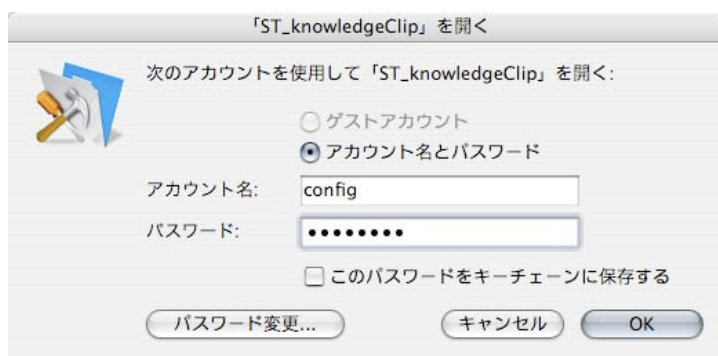 「ST_knowledgeClip」を開く
次のアカウントを使用して「ST_knowledgeClip」を開く:
ゲストアカウント
アカウント名とパスワード
アカウント名: config
パスワード: ••••••••
このパスワードをキーチェーンに保存する
パスワード変更... キャンセル OK